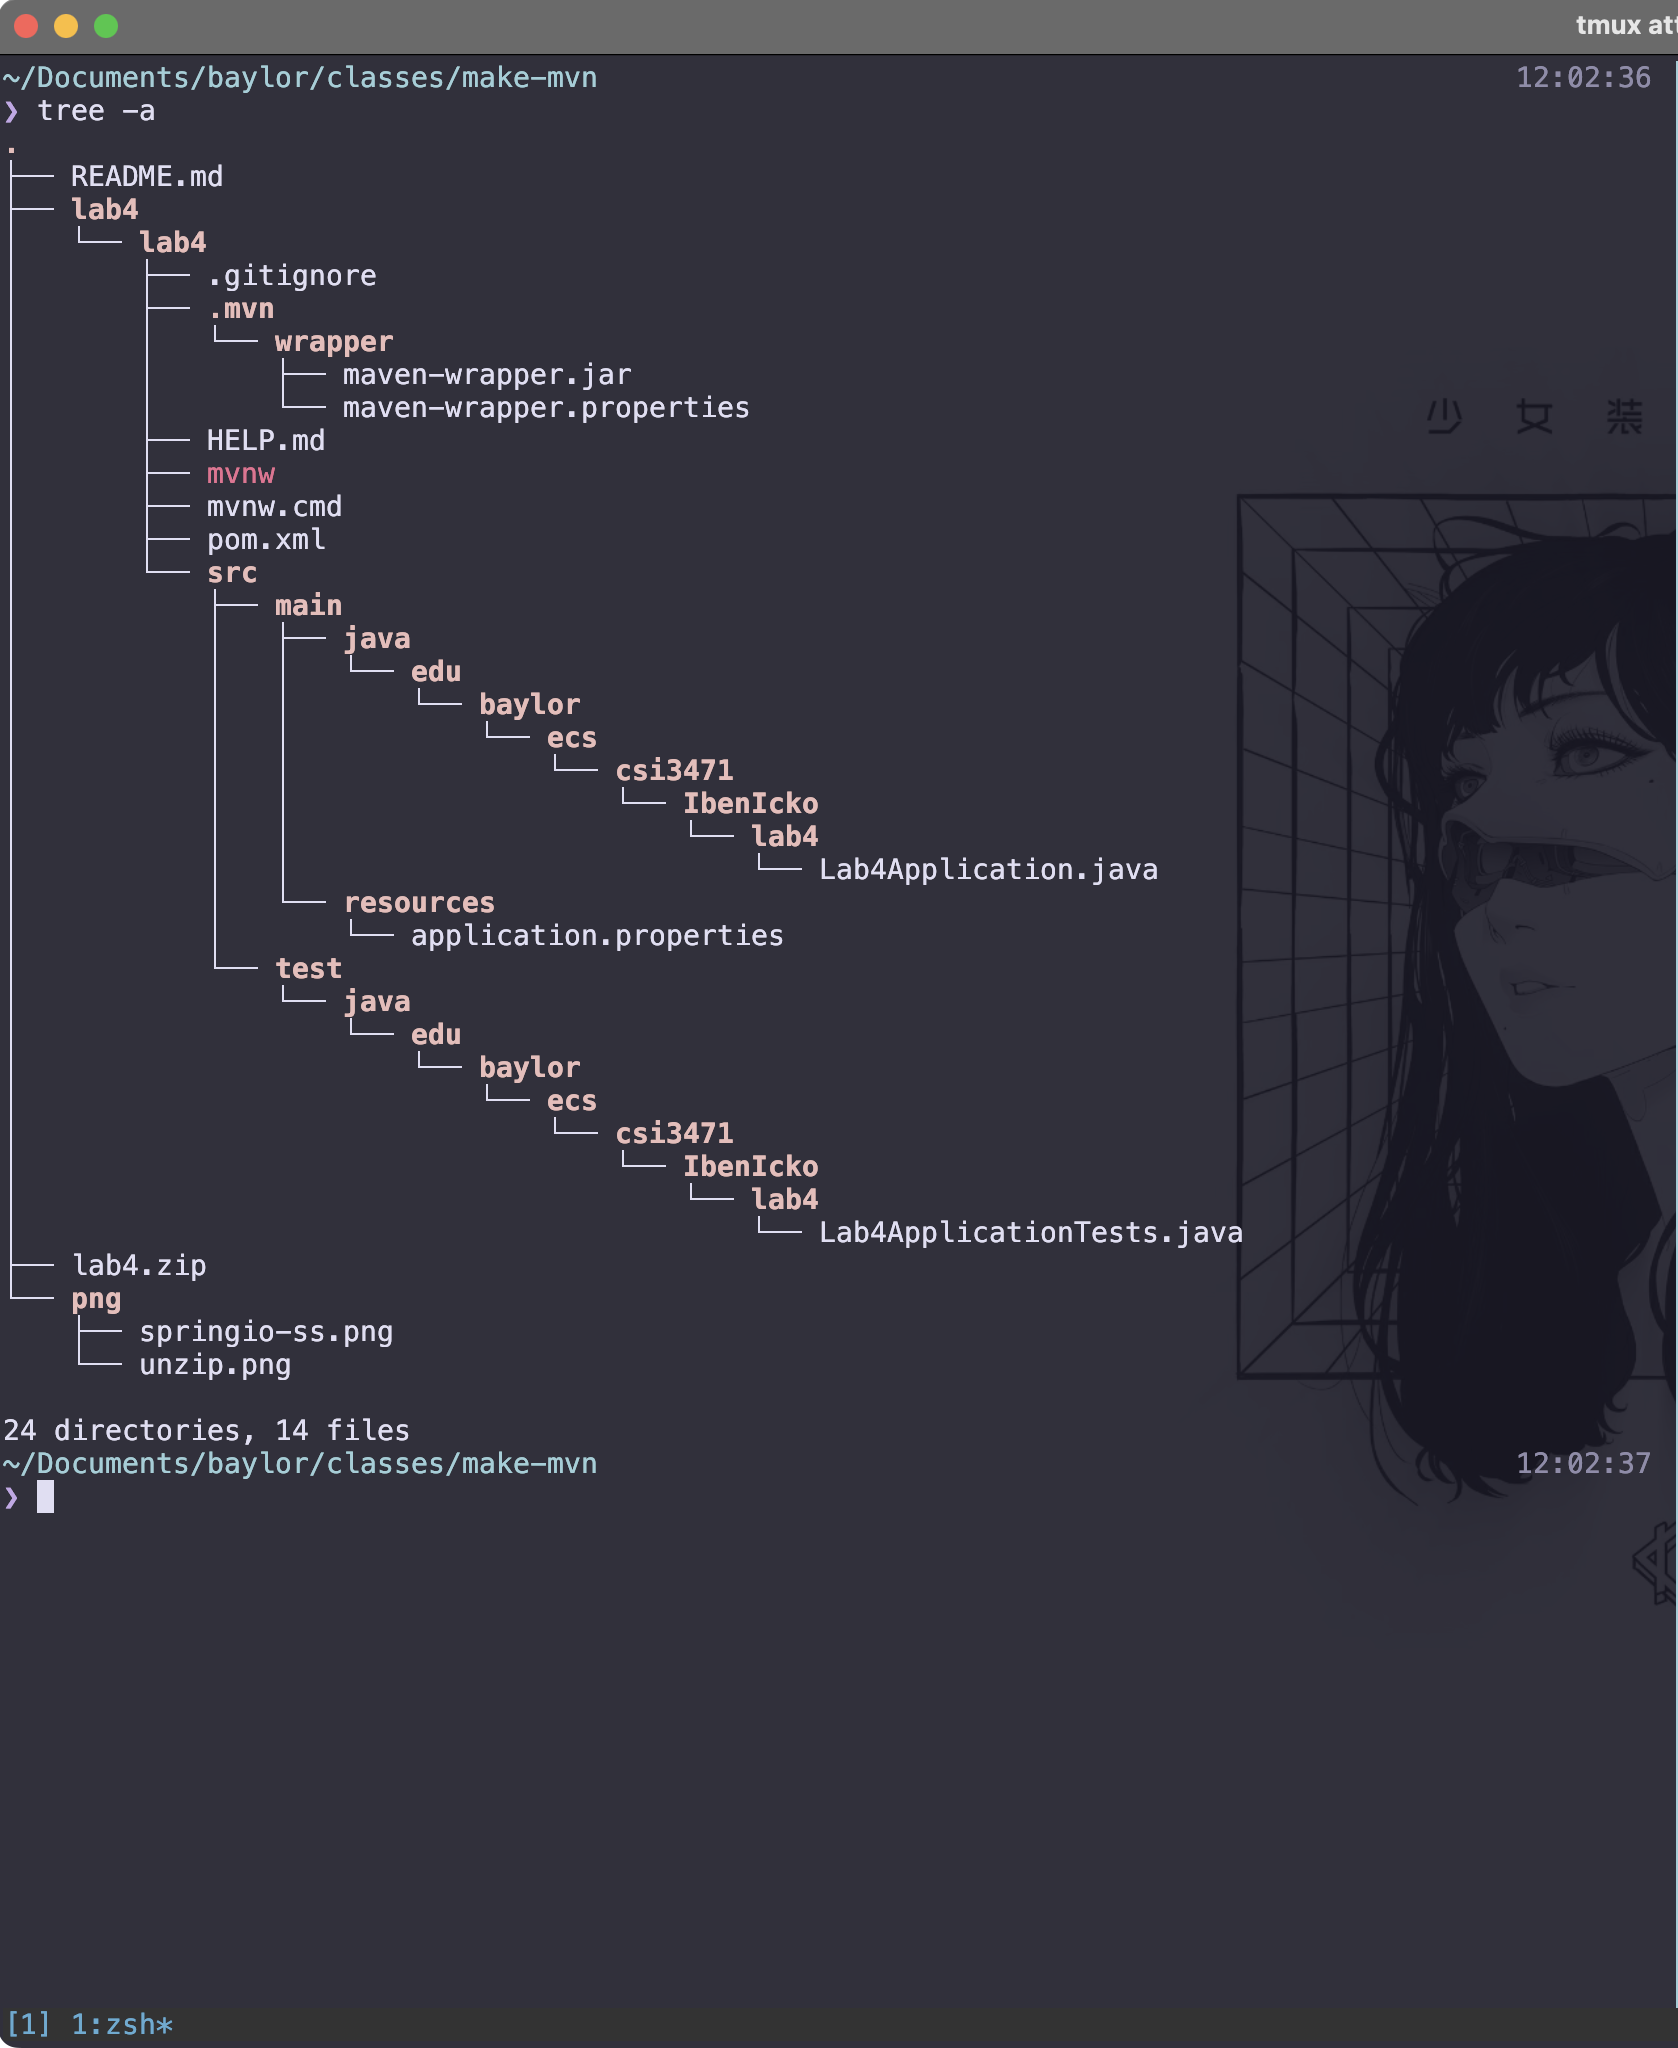 tmux att
~/Documents/baylor/classes/make-mvn 12:02:36
❯ tree -a
.
├── README.md
├── lab4
│   └── lab4
│       ├── .gitignore
│       ├── .mvn
│       │   └── wrapper
│       │       ├── maven-wrapper.jar
│       │       └── maven-wrapper.properties
│       ├── HELP.md
│       ├── mvnw
│       ├── mvnw.cmd
│       ├── pom.xml
│       └── src
│           ├── main
│           │   ├── java
│           │   │   └── edu
│           │   │       └── baylor
│           │   │           └── ecs
│           │   │               └── csi3471
│           │   │                   └── IbenIcko
│           │   │                       └── lab4
│           │   │                           └── Lab4Application.java
│           │   └── resources
│           │       └── application.properties
│           └── test
│               └── java
│                   └── edu
│                       └── baylor
│                           └── ecs
│                               └── csi3471
│                                   └── IbenIcko
│                                       └── lab4
│                                           └── Lab4ApplicationTests.java
├── lab4.zip
└── png
    ├── springio-ss.png
    └── unzip.png
24 directories, 14 files
~/Documents/baylor/classes/make-mvn 12:02:37
❯
少 女 装
[1] 1:zsh*